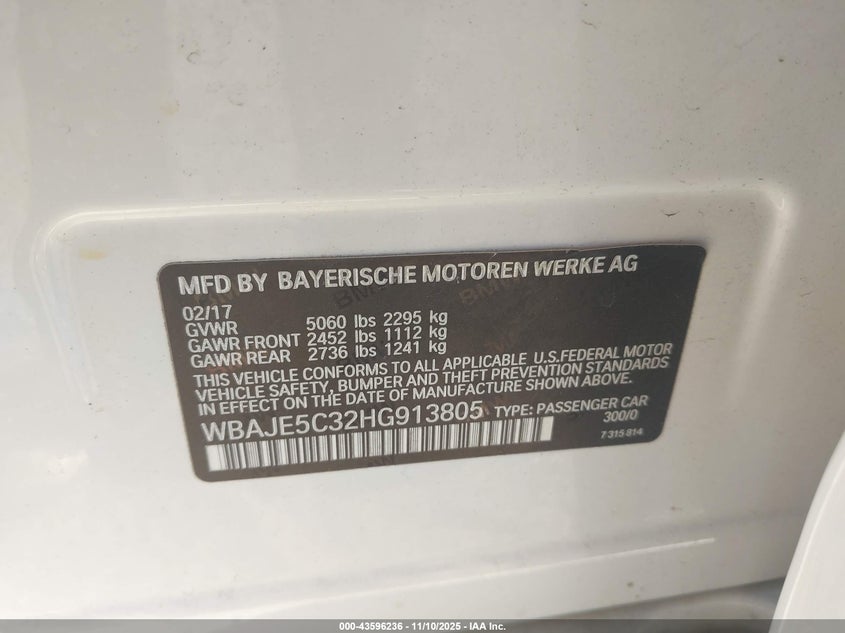 MFD BY BAYERISCHE MOTOREN WERKE AG
02/17
GVWR 5060 lbs 2295 kg
GAWR FRONT 2452 lbs 1112 kg
GAWR REAR 2736 lbs 1241 kg
THIS VEHICLE CONFORMS TO ALL APPLICABLE U.S.FEDERAL MOTOR
VEHICLE SAFETY, BUMPER AND THEFT PREVENTION STANDARDS
IN EFFECT ON THE DATE OF MANUFACTURE SHOWN ABOVE.
WBAJE5C32HG913805 TYPE: PASSENGER CAR
300/0
7 315 814
000-43596236 - 11/10/2025 - IAA Inc.